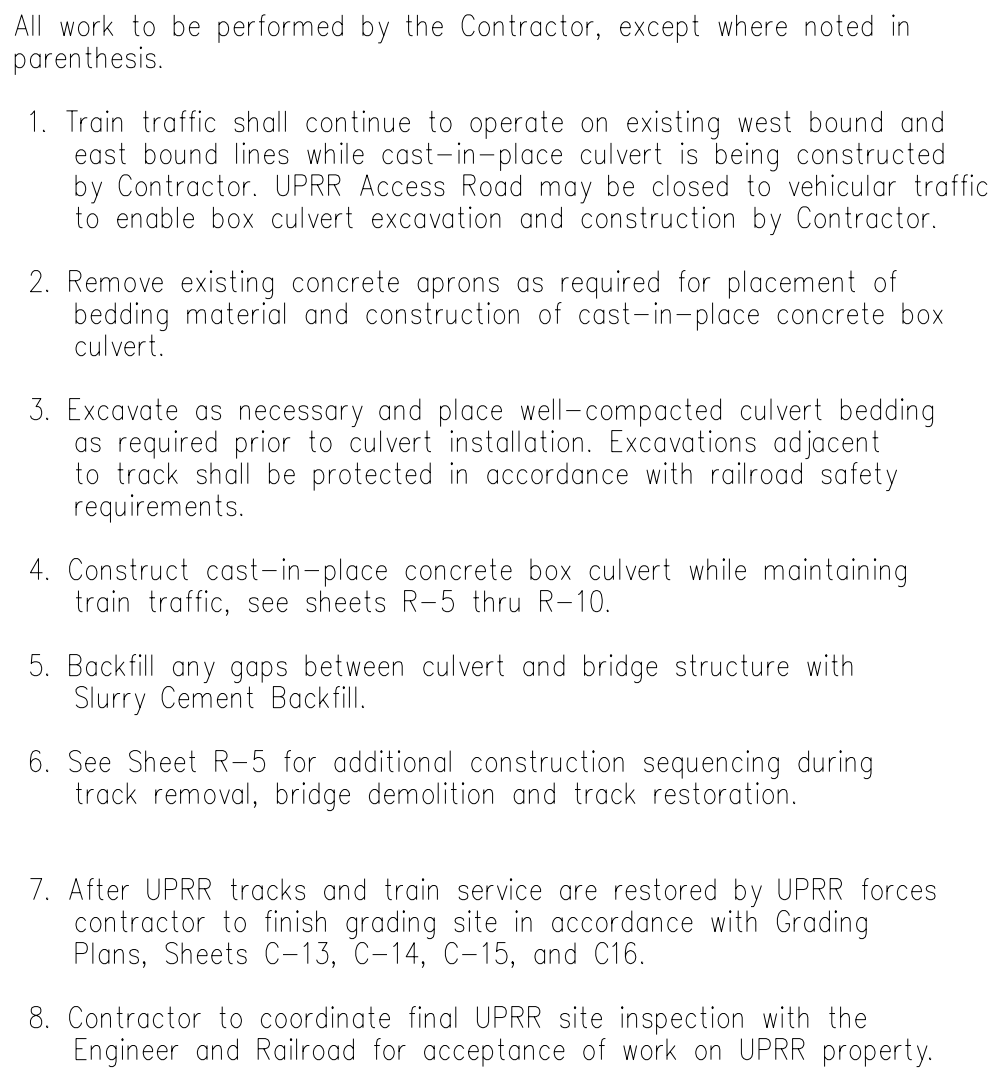 All work to be performed by the Contractor, except where noted in
parenthesis.
1. Train traffic shall continue to operate on existing west bound and
east bound lines while cast-in-place culvert is being constructed
by Contractor. UPRR Access Road may be closed to vehicular traffic
to enable box culvert excavation and construction by Contractor.
2. Remove existing concrete aprons as required for placement of
bedding material and construction of cast-in-place concrete box
culvert.
3. Excavate as necessary and place well-compacted culvert bedding
as required prior to culvert installation. Excavations adjacent
to track shall be protected in accordance with railroad safety
requirements.
4. Construct cast-in-place concrete box culvert while maintaining
train traffic, see sheets R-5 thru R-10.
5. Backfill any gaps between culvert and bridge structure with
Slurry Cement Backfill.
6. See Sheet R-5 for additional construction sequencing during
track removal, bridge demolition and track restoration.
7. After UPRR tracks and train service are restored by UPRR forces
contractor to finish grading site in accordance with Grading
Plans, Sheets C-13, C-14, C-15, and C16.
8. Contractor to coordinate final UPRR site inspection with the
Engineer and Railroad for acceptance of work on UPRR property.